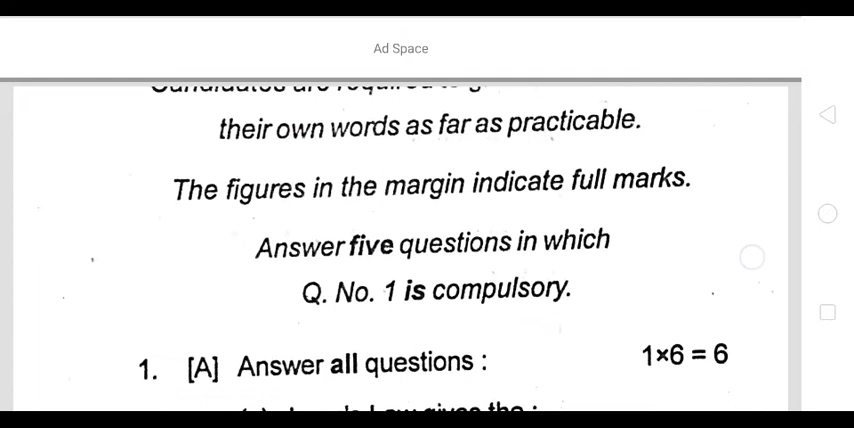 Ad Space
their own words as far as practicable.
The figures in the margin indicate full marks.
Answer five questions in which
Q. No. 1 is compulsory.
1. [A] Answer all questions : 1×6 = 6